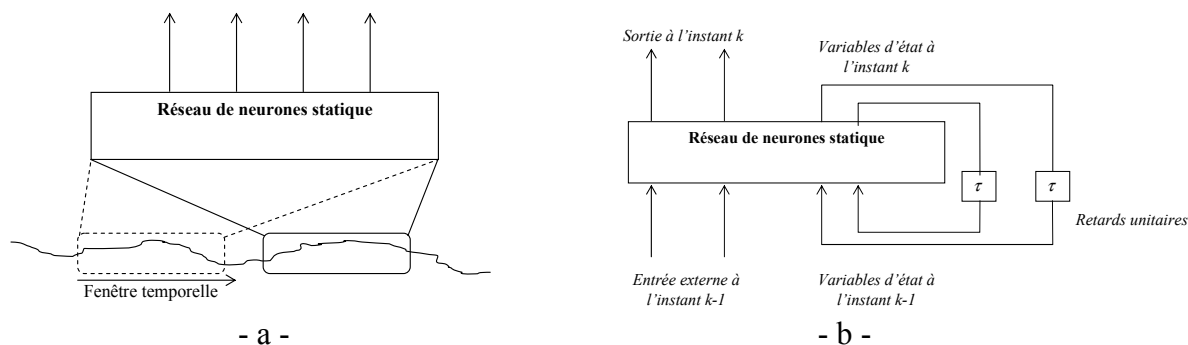 Réseau de neurones statique
Fenêtre temporelle
- a -
Sortie à l'instant k
Variables d'état à
l'instant k
Réseau de neurones statique
τ
τ
Retards unitaires
Entrée externe à
l'instant k-1
Variables d'état à
l'instant k-1
- b -